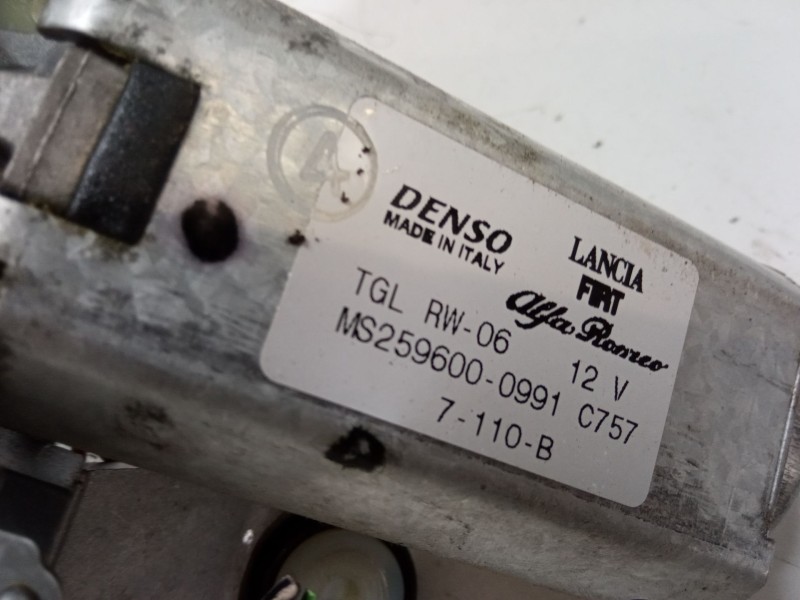 4
DENSO
MADE IN ITALY
LANCIA
FIAT
Alfa Romeo
TGL RW-06 12 V
MS259600-0991 C757
7-110-B